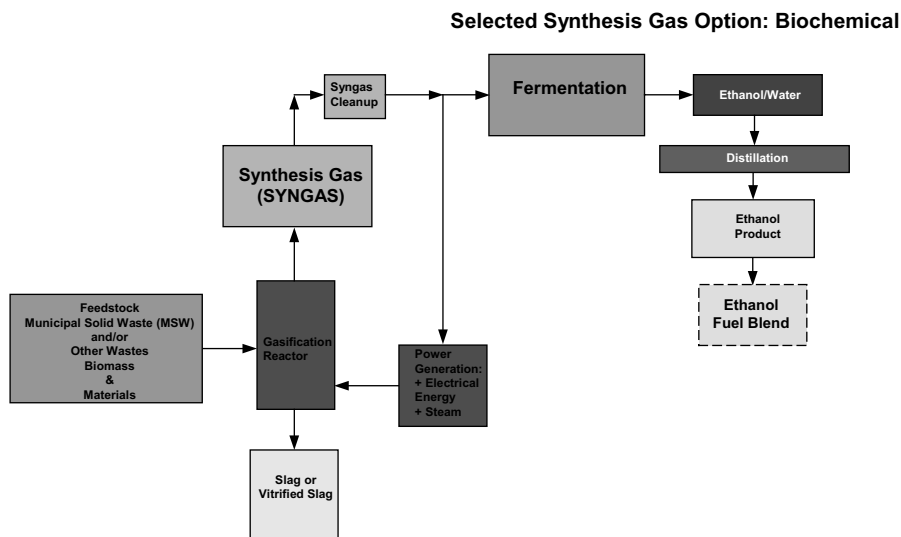 Selected Synthesis Gas Option: Biochemical
Syngas
Cleanup
Fermentation
Ethanol/Water
Distillation
Synthesis Gas
(SYNGAS)
Ethanol
Product
Feedstock
Municipal Solid Waste (MSW)
and/or
Other Wastes
Biomass
&
Materials
Gasification
Reactor
Power
Generation:
+ Electrical
Energy
+ Steam
Ethanol
Fuel Blend
Slag or
Vitrified Slag